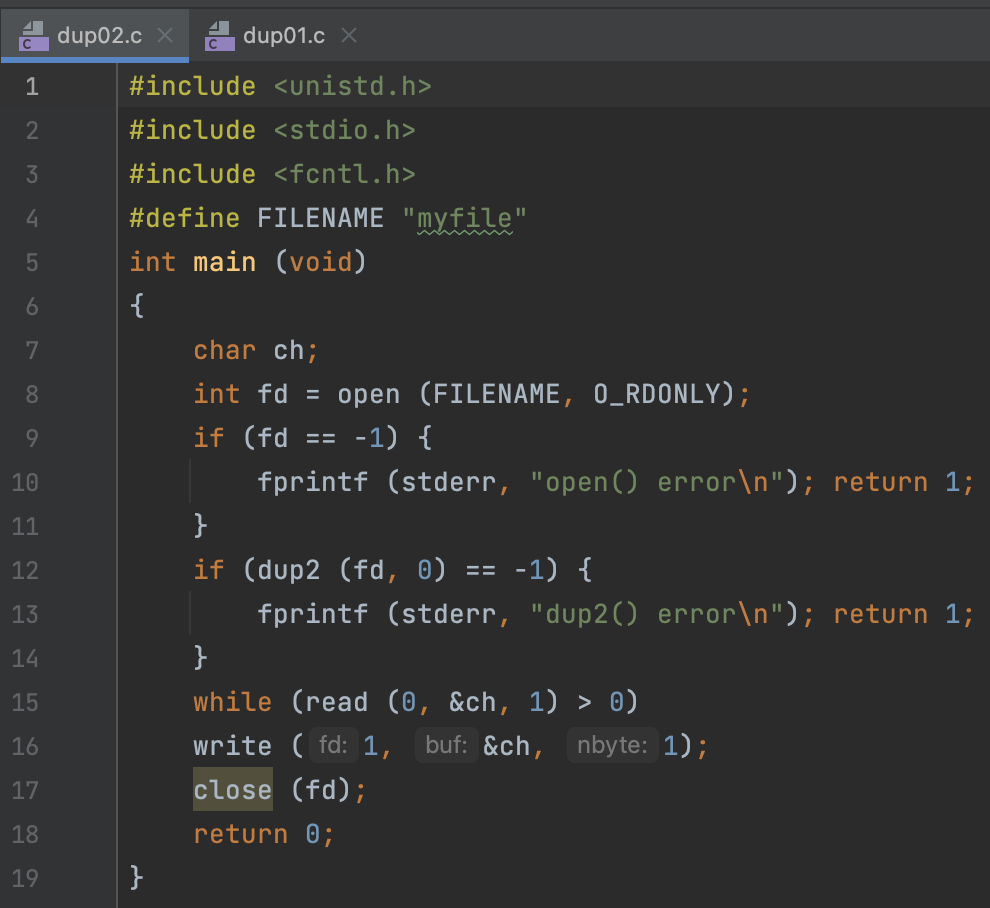 dup02.c dup01.c
1 #include <unistd.h>
2 #include <stdio.h>
3 #include <fcntl.h>
4 #define FILENAME "myfile"
5 int main (void)
6 {
7     char ch;
8     int fd = open (FILENAME, O_RDONLY);
9     if (fd == -1) {
10         fprintf (stderr, "open() error\n"); return 1;
11     }
12     if (dup2 (fd, 0) == -1) {
13         fprintf (stderr, "dup2() error\n"); return 1;
14     }
15     while (read (0, &ch, 1) > 0)
16     write ( fd: 1, buf: &ch, nbyte: 1);
17     close (fd);
18     return 0;
19 }